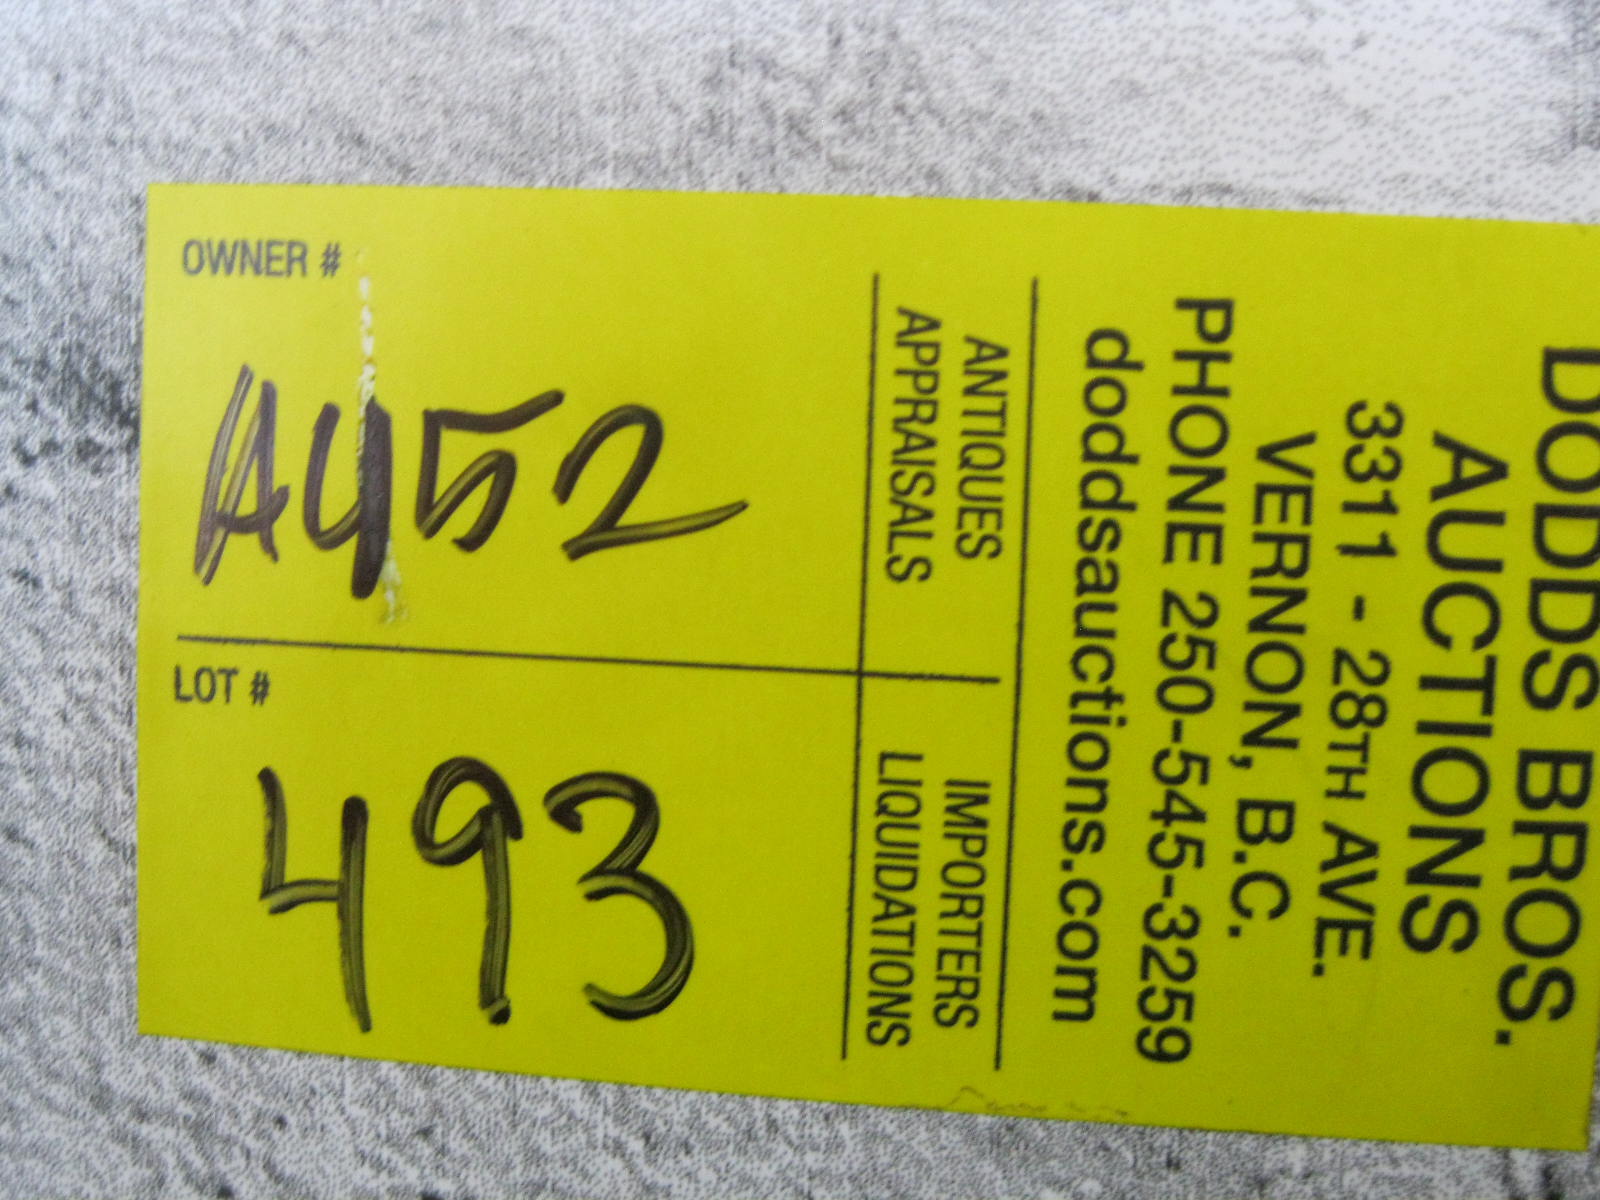 DODDS BROS.
AUCTIONS
3311 - 28TH AVE.
VERNON, B.C.
PHONE 250-545-3259
doddsauctions.com
ANTIQUES
APPRAISALS
IMPORTERS
LIQUIDATIONS
OWNER #
A452
LOT #
493